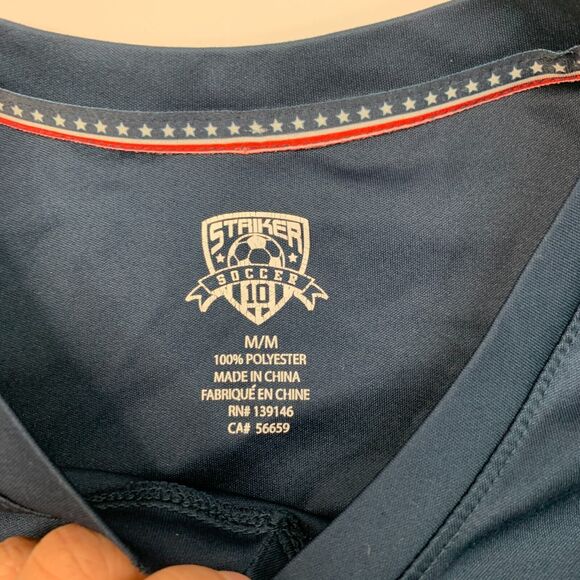 STRIKER
SOCCER
10
M/M
100% POLYESTER
MADE IN CHINA
FABRIQUÉ EN CHINE
RN# 139146
CA# 56659